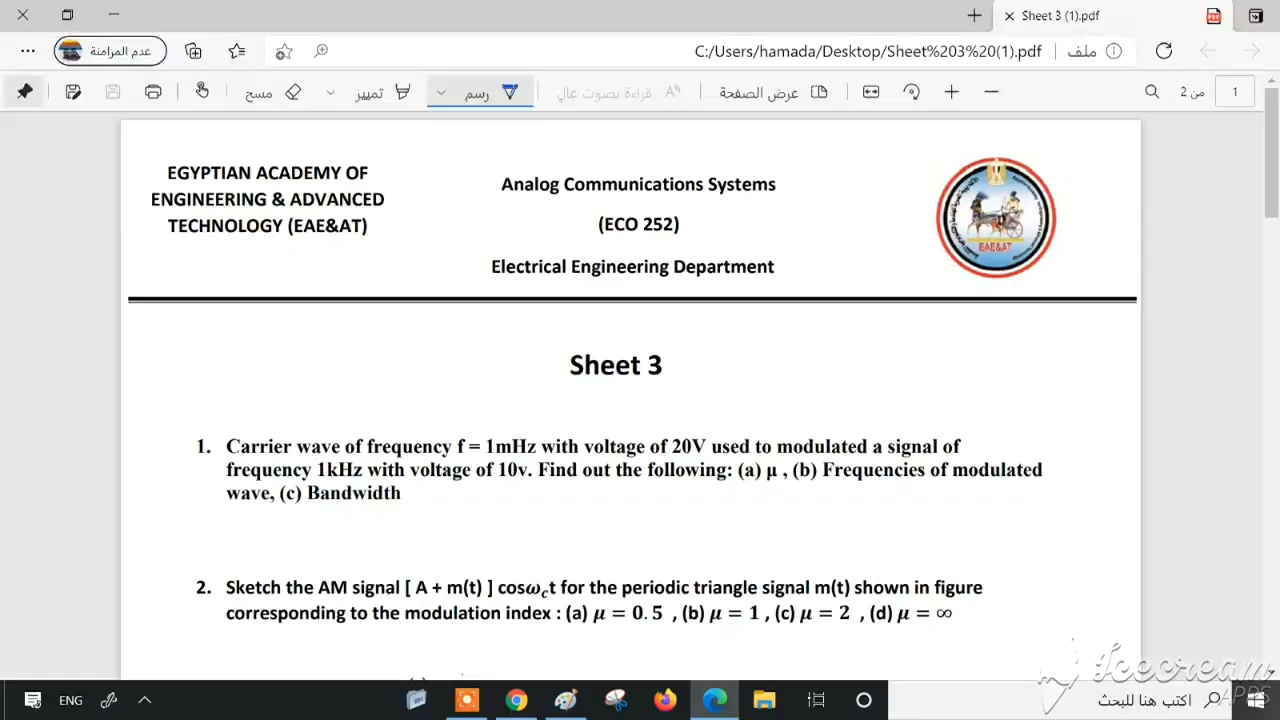 Sheet 3 (1).pdf
عدم المزامنة
C:/Users/hamada/Desktop/Sheet%203%20(1).pdf
ملف
مسح
تمييز
رسم
قراءة بصوت عالٍ
عرض الصفحة
من 2
1
EGYPTIAN ACADEMY OF
ENGINEERING & ADVANCED
TECHNOLOGY (EAE&AT)
Analog Communications Systems
(ECO 252)
Electrical Engineering Department
EAE&AT
Sheet 3
1. Carrier wave of frequency f = 1mHz with voltage of 20V used to modulated a signal of
frequency 1kHz with voltage of 10v. Find out the following: (a) μ , (b) Frequencies of modulated
wave, (c) Bandwidth
2. Sketch the AM signal [ A + m(t) ] cosω_c t for the periodic triangle signal m(t) shown in figure
corresponding to the modulation index : (a) μ = 0.5 , (b) μ = 1 , (c) μ = 2 , (d) μ = ∞
Icecream
APPS
ENG
اكتب هنا للبحث